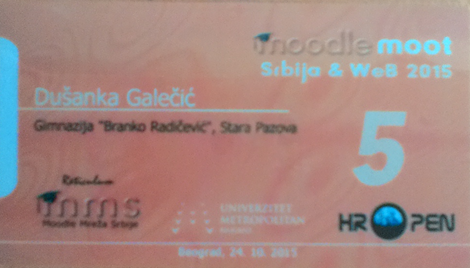 moodlemoot
Srbija & WeB 2015
Dušanka Galečić
Gimnazija "Branko Radičević", Stara Pazova
5
Reticulum
mms
Moodle Mreža Srbije
UNIVERZITET
METROPOLITAN
HR OPEN
Beograd, 24. 10. 2015